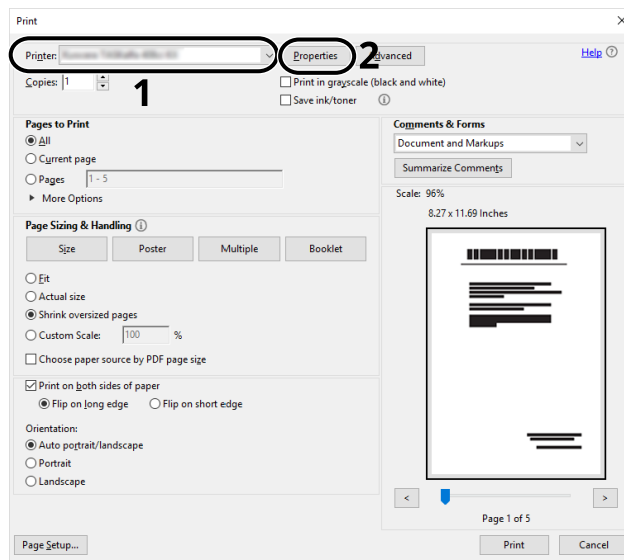 Print
Printer:
Properties
2
dvanced
Help
Copies: 1
1
Print in grayscale (black and white)
Save ink/toner
Pages to Print
All
Current page
Pages 1 - 5
More Options
Page Sizing & Handling
Size Poster Multiple Booklet
Fit
Actual size
Shrink oversized pages
Custom Scale: 100 %
Choose paper source by PDF page size
Print on both sides of paper
Flip on long edge Flip on short edge
Orientation:
Auto portrait/landscape
Portrait
Landscape
Comments & Forms
Document and Markups
Summarize Comments
Scale: 96%
8.27 x 11.69 Inches
< >
Page 1 of 5
Page Setup...
Print
Cancel